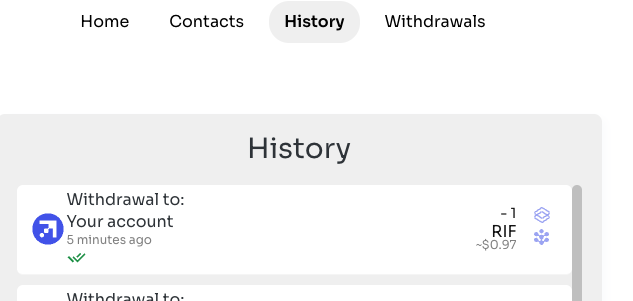 Home Contacts History Withdrawals
History
Withdrawal to:
Your account
5 minutes ago
- 1
RIF
~$0.97
Withdrawal to: